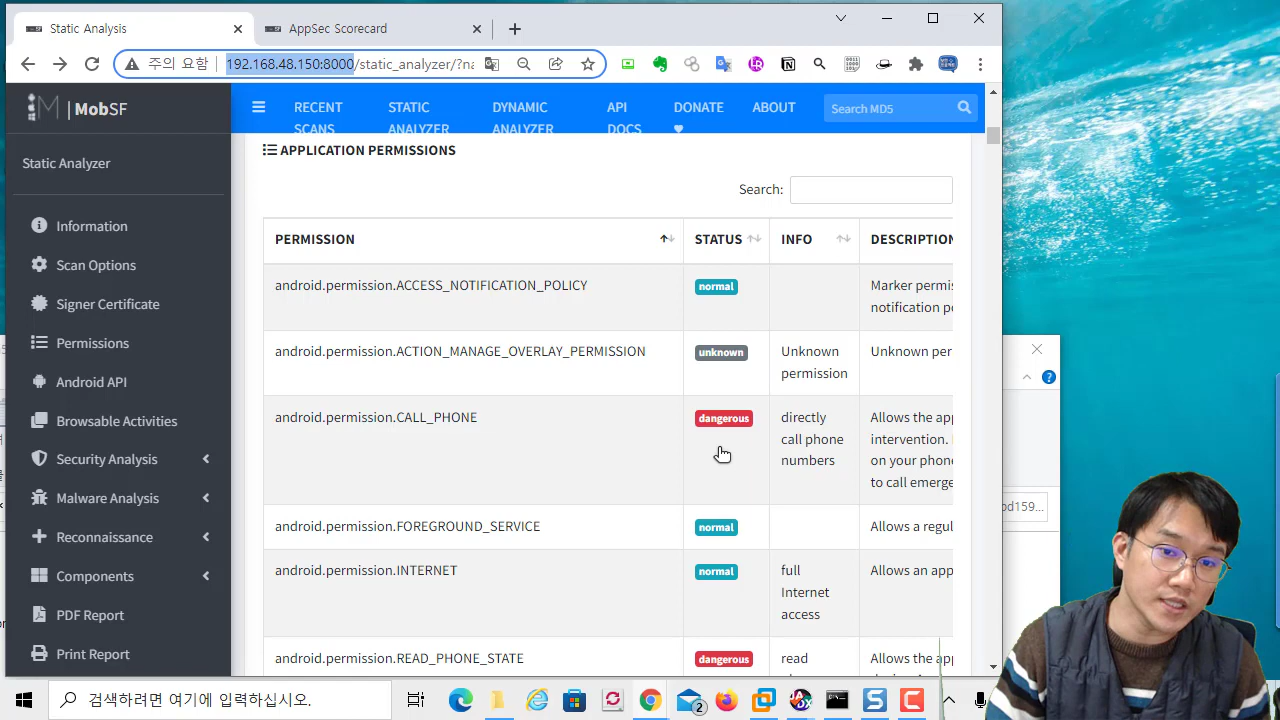 Static Analysis
AppSec Scorecard
주의 요함
192.168.48.150:8000/static_analyzer/?na
MobSF
RECENT SCANS
STATIC ANALYZER
DYNAMIC ANALYZER
API DOCS
DONATE ♥
ABOUT
Search MD5
Static Analyzer
Information
Scan Options
Signer Certificate
Permissions
Android API
Browsable Activities
Security Analysis
Malware Analysis
Reconnaissance
Components
PDF Report
Print Report
APPLICATION PERMISSIONS
Search:
PERMISSION STATUS INFO DESCRIPTION
android.permission.ACCESS_NOTIFICATION_POLICY normal Marker permis
notification po
android.permission.ACTION_MANAGE_OVERLAY_PERMISSION unknown Unknown Unknown per
permission
android.permission.CALL_PHONE dangerous directly Allows the app
call phone intervention.
numbers on your phone
to call emerge
android.permission.FOREGROUND_SERVICE normal Allows a regul
android.permission.INTERNET normal full Allows an app
Internet
access
android.permission.READ_PHONE_STATE dangerous read Allows the app
od159...
검색하려면 여기에 입력하십시오.
2